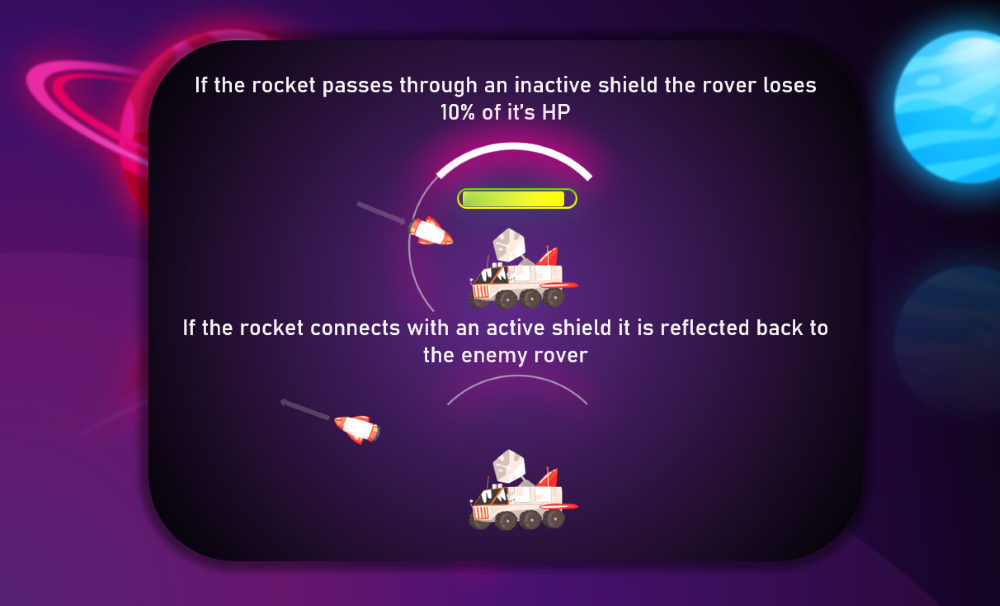 If the rocket passes through an inactive shield the rover loses
10% of it's HP
If the rocket connects with an active shield it is reflected back to
the enemy rover